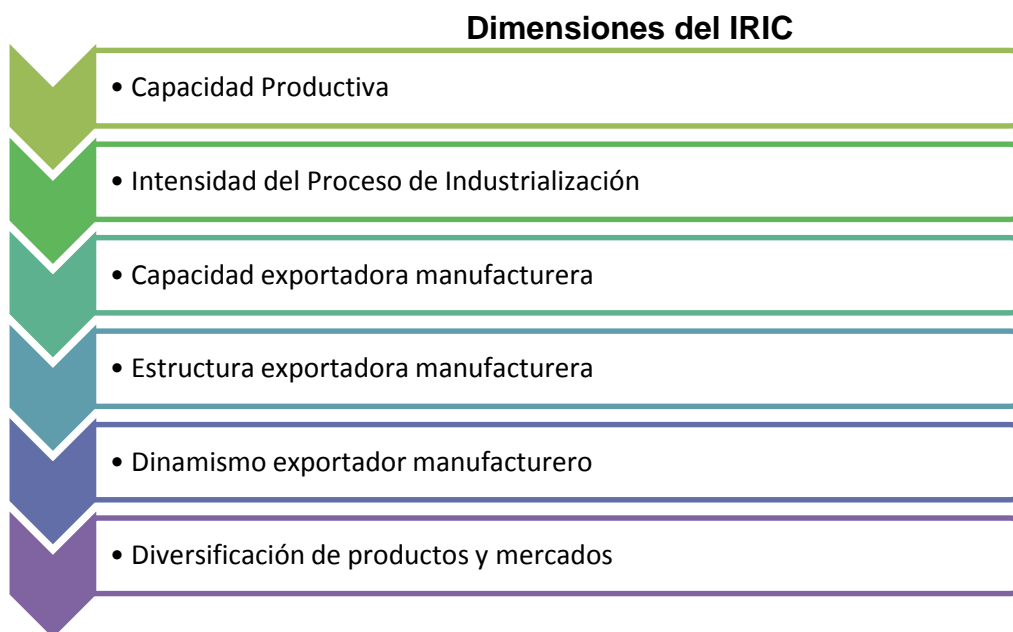 Dimensiones del IRIC
• Capacidad Productiva
• Intensidad del Proceso de Industrialización
• Capacidad exportadora manufacturera
• Estructura exportadora manufacturera
• Dinamismo exportador manufacturero
• Diversificación de productos y mercados